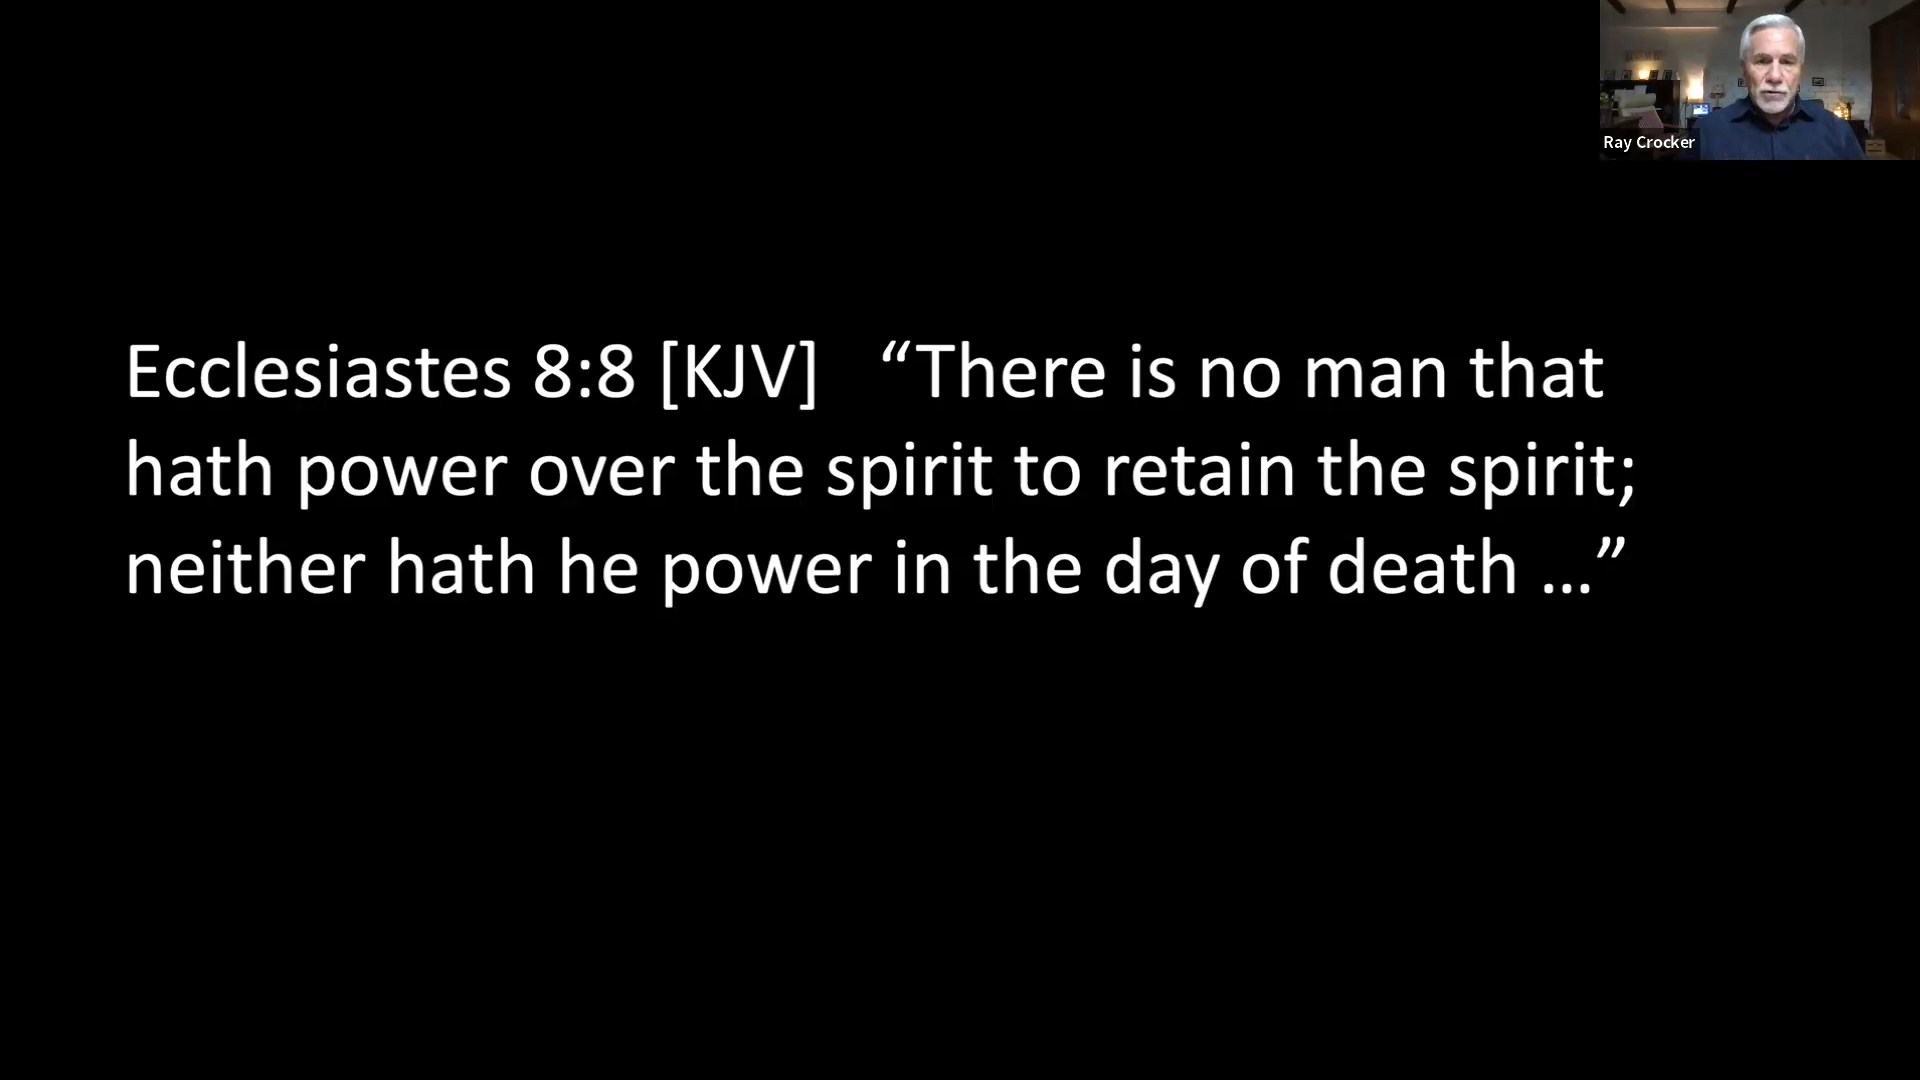 Ray Crocker
Ecclesiastes 8:8 [KJV] “There is no man that
hath power over the spirit to retain the spirit;
neither hath he power in the day of death ...”